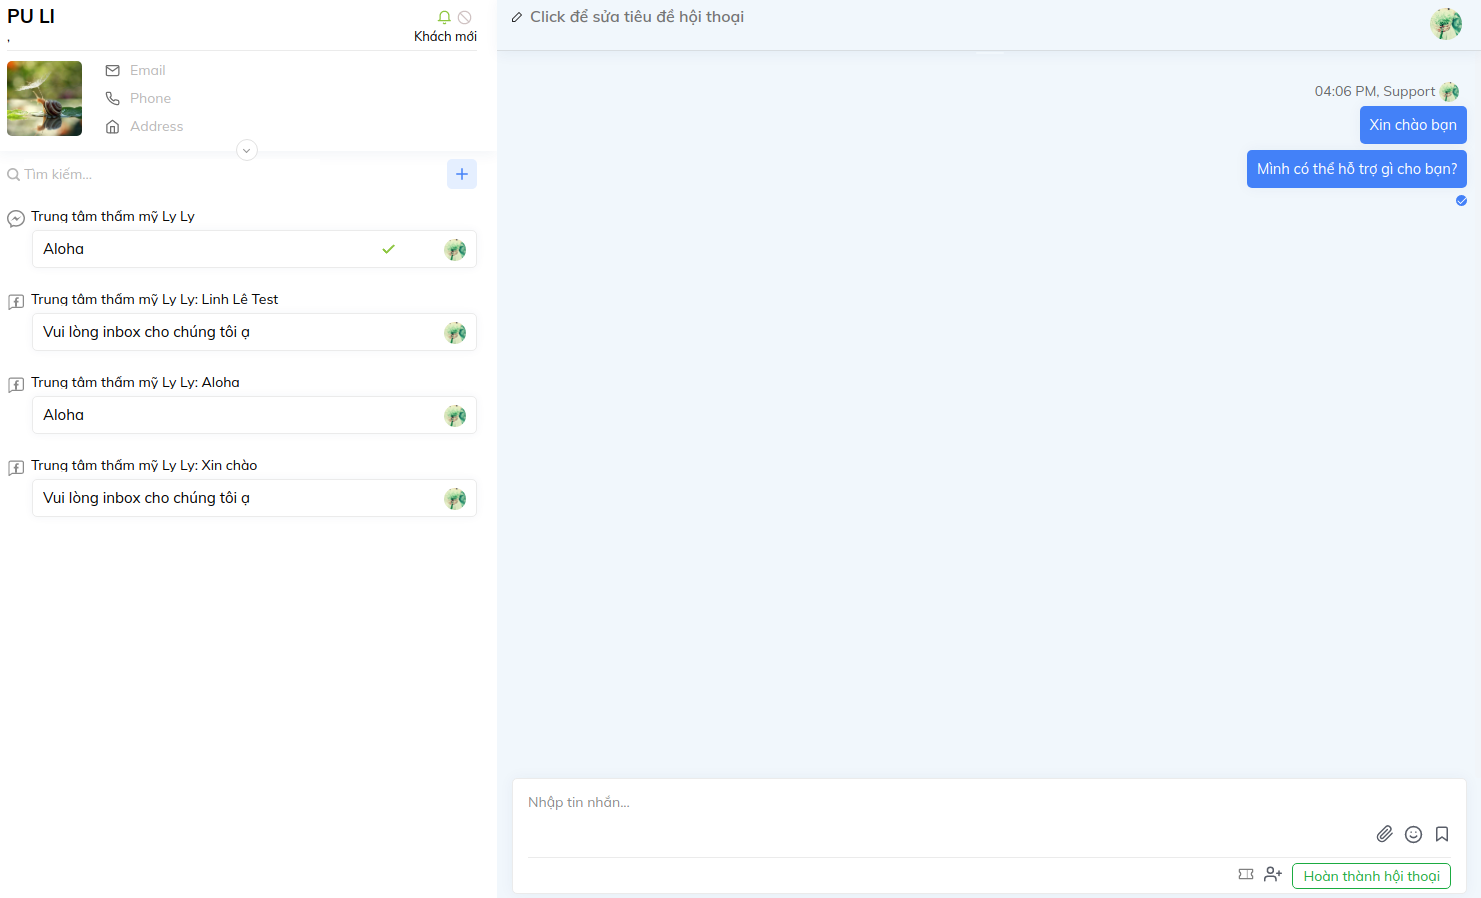 PU LI
,
Khách mới
Email
Phone
Address
Tìm kiếm...
Trung tâm thẩm mỹ Ly Ly
Aloha
Trung tâm thẩm mỹ Ly Ly: Linh Lê Test
Vui lòng inbox cho chúng tôi ạ
Trung tâm thẩm mỹ Ly Ly: Aloha
Aloha
Trung tâm thẩm mỹ Ly Ly: Xin chào
Vui lòng inbox cho chúng tôi ạ
Click để sửa tiêu đề hội thoại
04:06 PM, Support
Xin chào bạn
Mình có thể hỗ trợ gì cho bạn?
Nhập tin nhắn...
Hoàn thành hội thoại